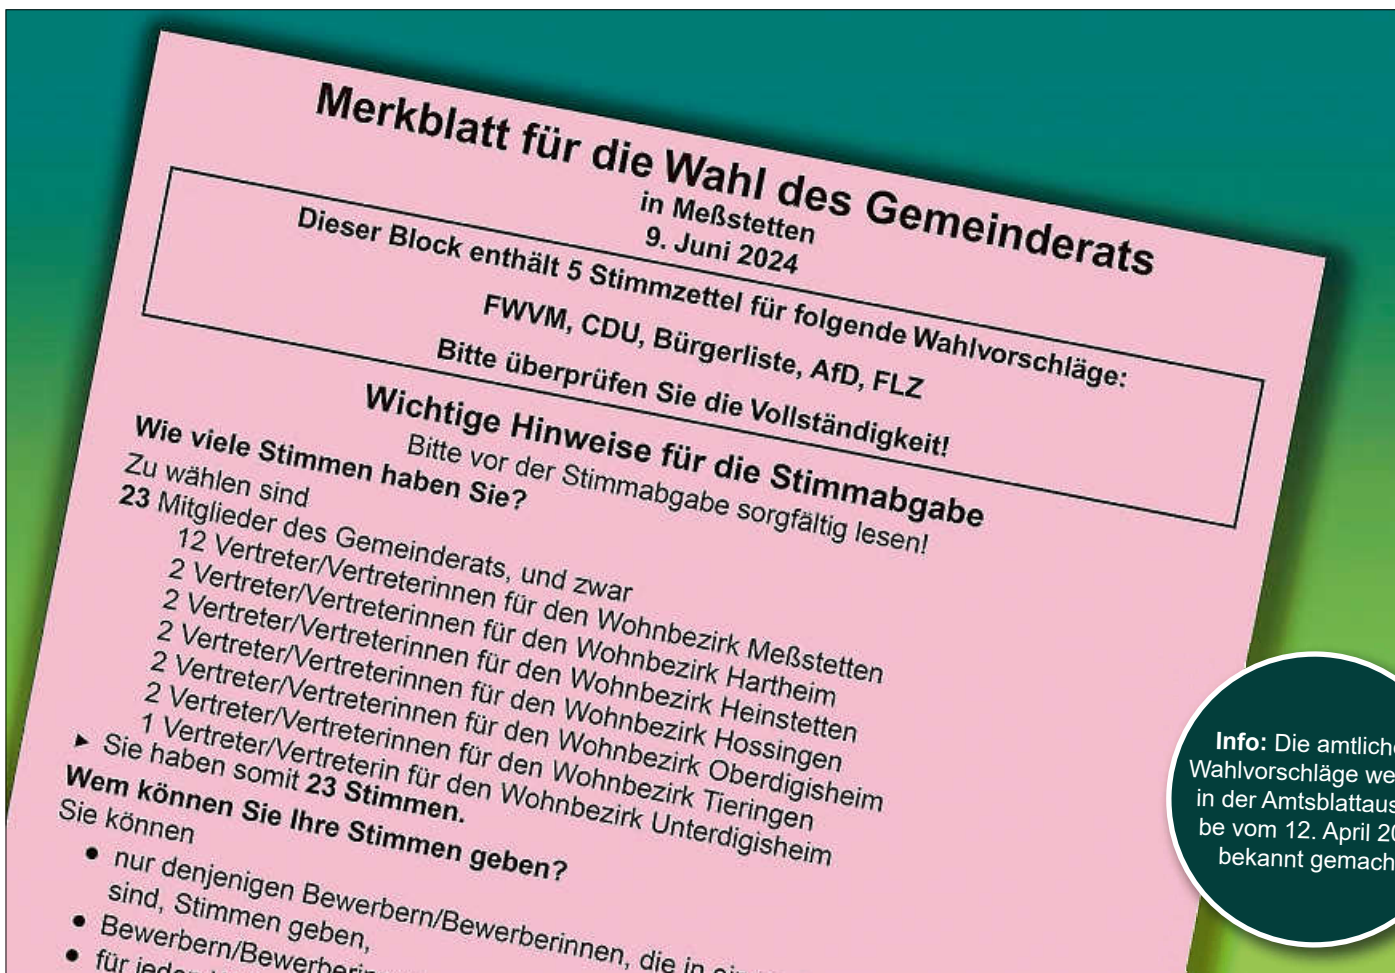 Merkblatt für die Wahl des Gemeinderats
in Meßstetten
9. Juni 2024
Dieser Block enthält 5 Stimmzettel für folgende Wahlvorschläge:
FWVM, CDU, Bürgerliste, AfD, FLZ
Bitte überprüfen Sie die Vollständigkeit!
Wichtige Hinweise für die Stimmabgabe
Bitte vor der Stimmabgabe sorgfältig lesen!
Wie viele Stimmen haben Sie?
Zu wählen sind
23 Mitglieder des Gemeinderats, und zwar
12 Vertreter/Vertreterinnen für den Wohnbezirk Meßstetten
2 Vertreter/Vertreterinnen für den Wohnbezirk Hartheim
2 Vertreter/Vertreterinnen für den Wohnbezirk Heinstetten
2 Vertreter/Vertreterinnen für den Wohnbezirk Hossingen
2 Vertreter/Vertreterinnen für den Wohnbezirk Oberdigisheim
2 Vertreter/Vertreterinnen für den Wohnbezirk Tieringen
1 Vertreter/Vertreterin für den Wohnbezirk Unterdigisheim
► Sie haben somit 23 Stimmen.
Wem können Sie Ihre Stimmen geben?
Sie können
• nur denjenigen Bewerbern/Bewerberinnen, die in
sind, Stimmen geben,
• 
• für
Info: Die amtliche
Wahlvorschläge we
in der Amtsblattaus
be vom 12. April 20
bekannt gemach